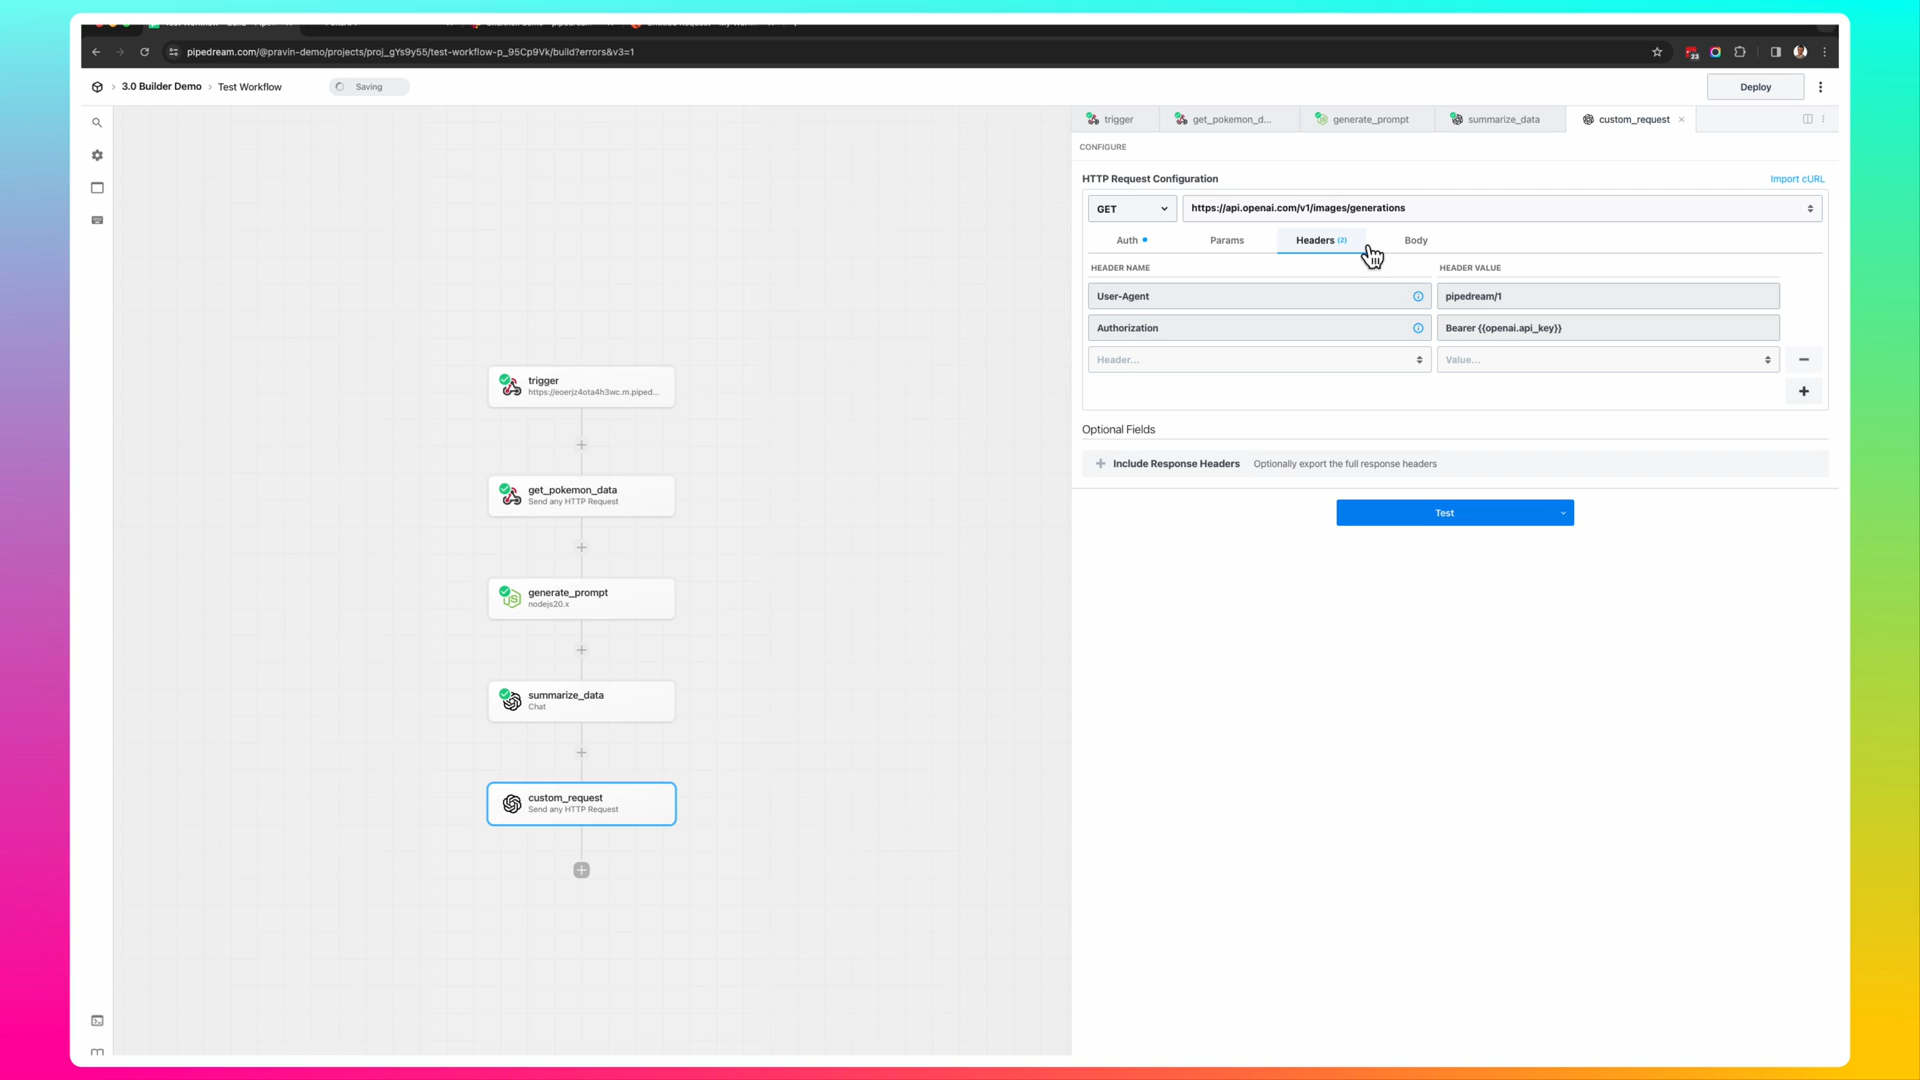 pipedream.com/@pravin-demo/projects/proj_gYs9y55/test-workflow-p_95Cp9Vk/build?errors&v3=1
23
3.0 Builder Demo > Test Workflow
Saving
Deploy
trigger
get_pokemon_d...
generate_prompt
summarize_data
custom_request
CONFIGURE
HTTP Request Configuration
Import cURL
GET
https://api.openai.com/v1/images/generations
Auth
Params
Headers (2)
Body
HEADER NAME
HEADER VALUE
User-Agent
pipedream/1
Authorization
Bearer {{openai.api_key}}
Header...
Value...
Optional Fields
Include Response Headers
Optionally export the full response headers
Test
trigger
https://eoerjz4ota4h3wc.m.piped...
get_pokemon_data
Send any HTTP Request
generate_prompt
nodejs20.x
summarize_data
Chat
custom_request
Send any HTTP Request